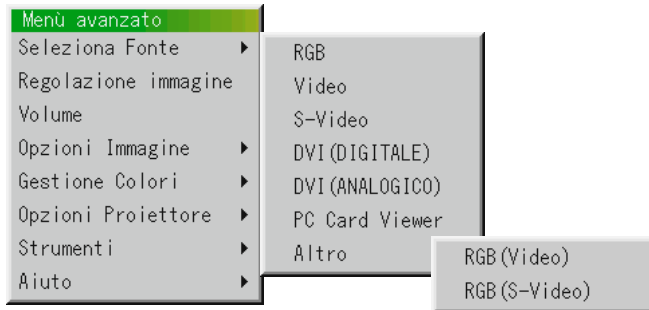 Menù avanzato
Seleziona Fonte
Regolazione immagine
Volume
Opzioni Immagine
Gestione Colori
Opzioni Proiettore
Strumenti
Aiuto
RGB
Video
S-Video
DVI(DIGITALE)
DVI(ANALOGICO)
PC Card Viewer
Altro
RGB(Video)
RGB(S-Video)